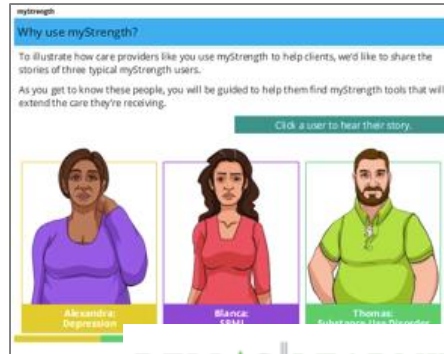 myStrength
Why use myStrength?
To illustrate how care providers like you use myStrength to help clients, we'd like to share the
stories of three typical myStrength users.
As you get to know these people, you will be guided to help them find myStrength tools that will
extend the care they're receiving.
Click a user to hear their story.
Alexandra:
Depression
Blanca:
SPMI
Thomas:
Substance Use Disorder